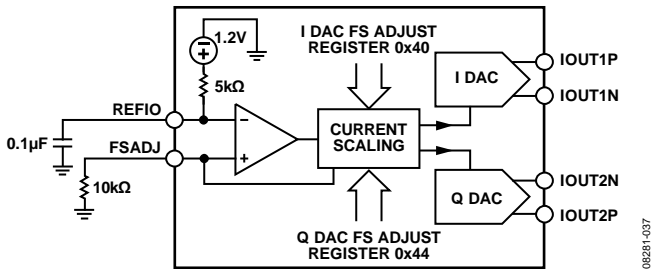 1.2V
I DAC FS ADJUST
REGISTER 0x40
IOUT1P
5kΩ
I DAC
IOUT1N
REFIO
−
0.1µF
CURRENT
SCALING
FSADJ
+
10kΩ
IOUT2N
Q DAC
IOUT2P
Q DAC FS ADJUST
REGISTER 0x44
08281-037